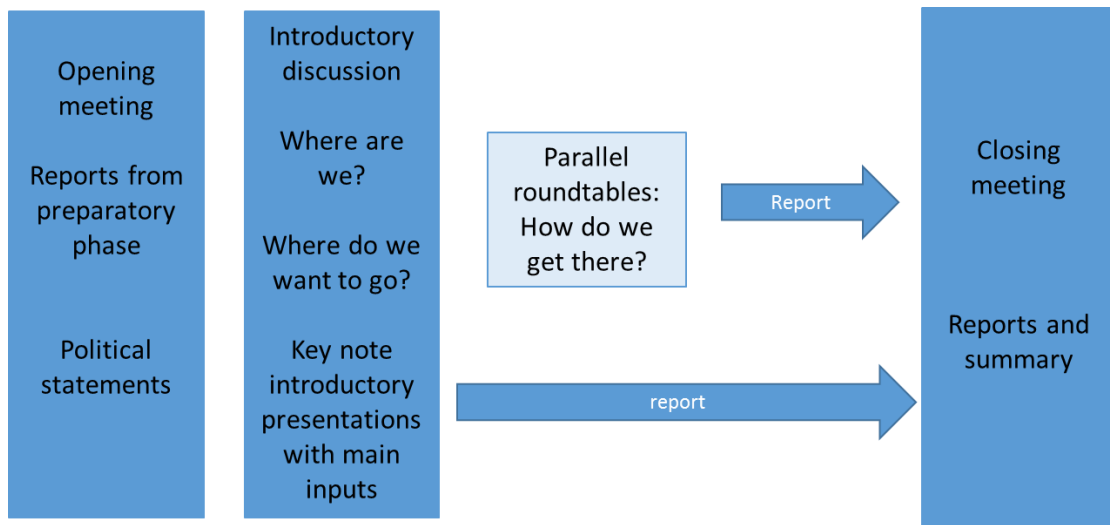 Opening
meeting
Reports from
preparatory
phase
Political
statements
Introductory
discussion
Where are
we?
Where do we
want to go?
Key note
introductory
presentations
with main
inputs
Parallel
roundtables:
How do we
get there?
Report
report
Closing
meeting
Reports and
summary